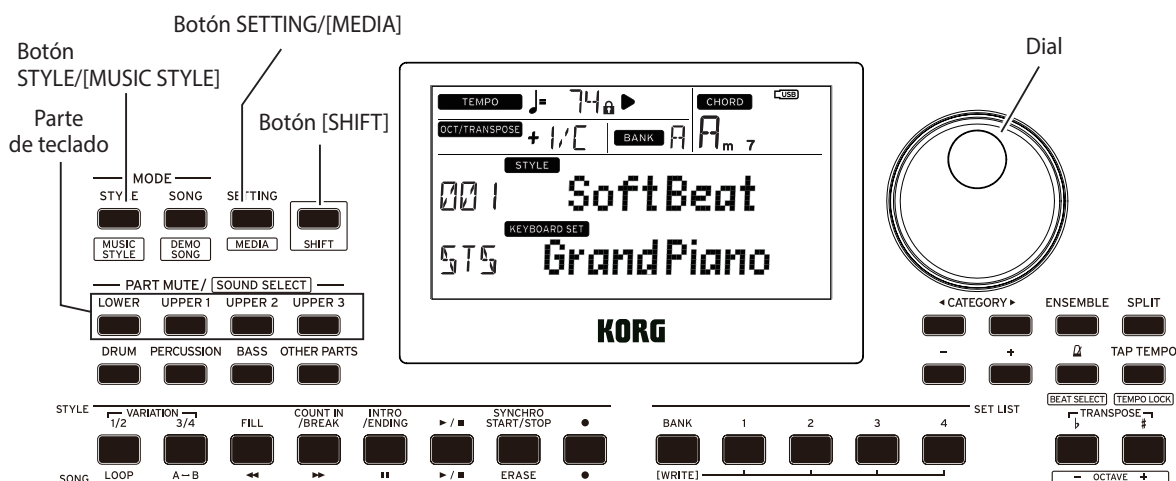 Botón SETTING/[MEDIA]
Botón
STYLE/[MUSIC STYLE]
Dial
Parte
de teclado
Botón [SHIFT]
TEMPO ♩= 74 ▶ CHORD USB
OCT/TRANSPOSE + 1/C BANK A Am 7
STYLE
001 SoftBeat
KEYBOARD SET
STS GrandPiano
KORG
MODE
STYLE SONG SETTING
MUSIC STYLE DEMO SONG MEDIA SHIFT
PART MUTE/ SOUND SELECT
LOWER UPPER 1 UPPER 2 UPPER 3
DRUM PERCUSSION BASS OTHER PARTS
◄ CATEGORY ► ENSEMBLE SPLIT
- + TAP TEMPO
BEAT SELECT TEMPO LOCK
STYLE VARIATION
1/2 3/4 FILL COUNT IN /BREAK INTRO /ENDING ►/■ SYNCHRO START/STOP ●
SONG LOOP A↔B ◄◄ ►► II ►/■ ERASE ●
SET LIST
BANK 1 2 3 4
[WRITE]
TRANSPOSE
♭ ♯
- OCTAVE +